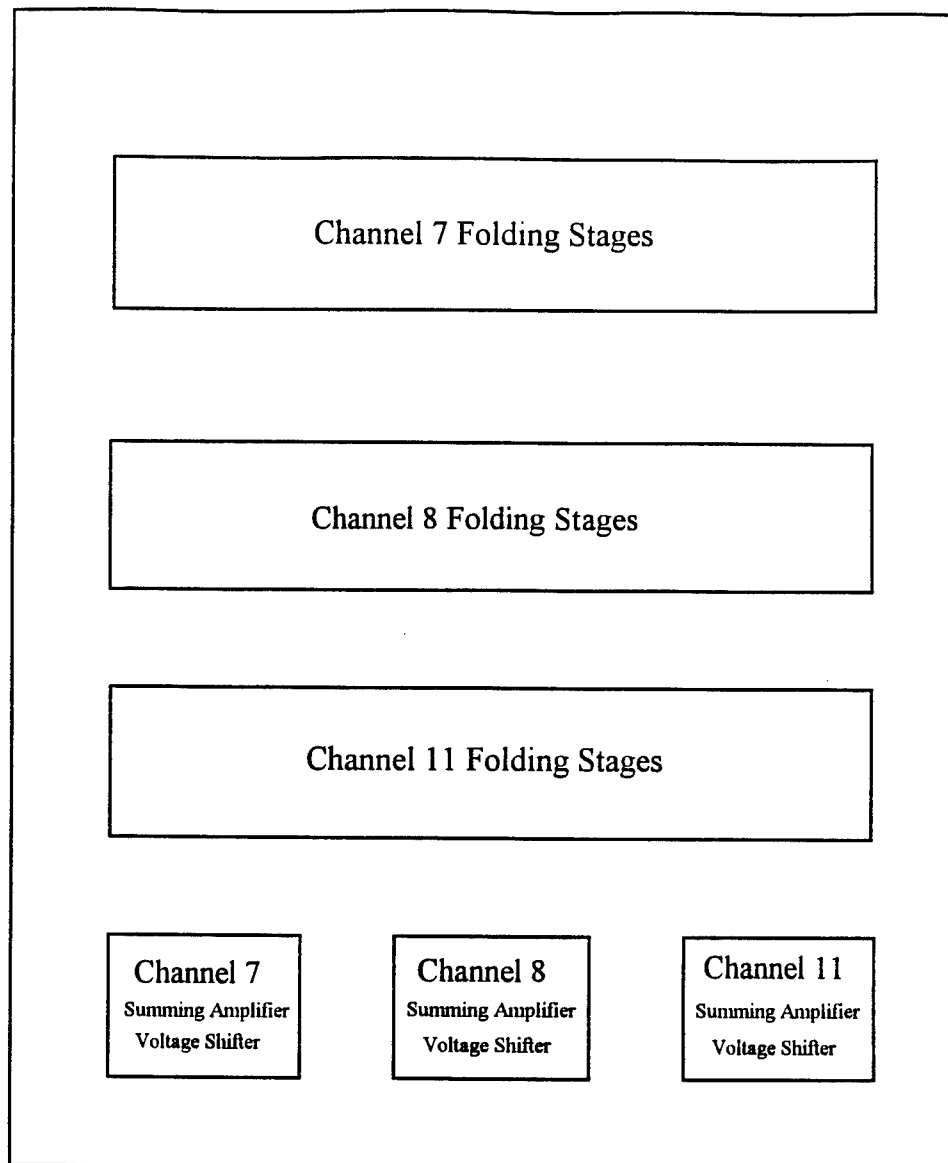 Channel 7 Folding Stages
Channel 8 Folding Stages
Channel 11 Folding Stages
Channel 7
Summing Amplifier
Voltage Shifter
Channel 8
Summing Amplifier
Voltage Shifter
Channel 11
Summing Amplifier
Voltage Shifter